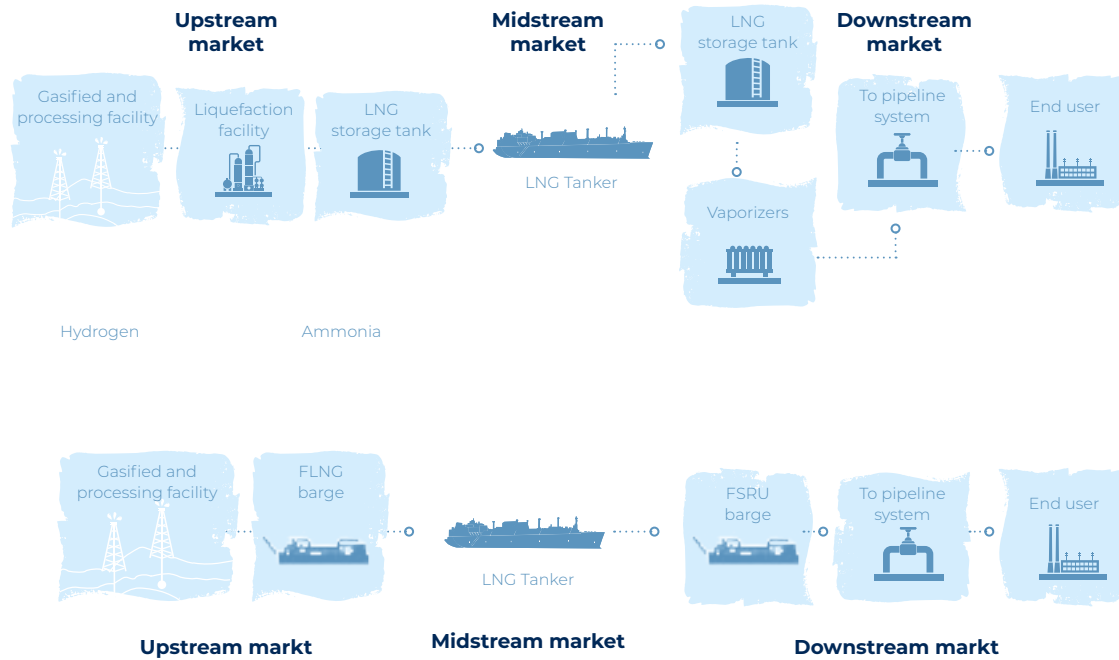 Upstream
market
Midstream
market
Downstream
market
Gasified and
processing facility
Liquefaction
facility
LNG
storage tank
LNG Tanker
LNG
storage tank
Vaporizers
To pipeline
system
End user
Hydrogen
Ammonia
Gasified and
processing facility
FLNG
barge
LNG Tanker
FSRU
barge
To pipeline
system
End user
Upstream markt
Midstream market
Downstream markt